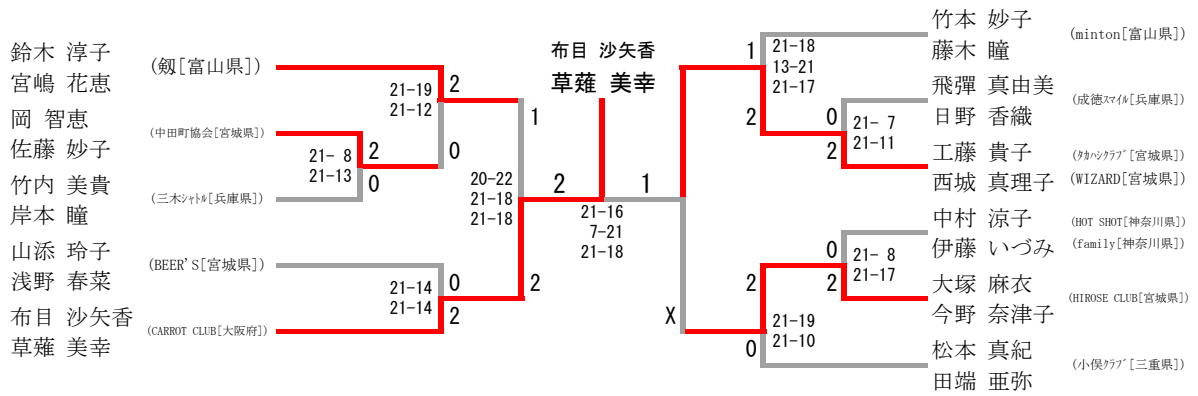 鈴木 淳子
宮嶋 花恵
(剱[富山県])
岡 智恵
佐藤 妙子
(中田町協会[宮城県])
竹内 美貴
岸本 瞳
(三木シャトル[兵庫県])
山添 玲子
浅野 春菜
(BEER'S[宮城県])
布目 沙矢香
草薙 美幸
(CARROT CLUB[大阪府])
21-19
21-12
2
0
21- 8
21-13
2
0
21-14
21-14
0
2
1
20-22
21-18
21-18
2
布目 沙矢香
草薙 美幸
2
1
21-16
7-21
21-18
1
21-18
13-21
21-17
2
0
21- 7
21-11
2
0
21- 8
21-17
2
2
21-19
21-10
0
X
竹本 妙子
藤木 瞳
(minton[富山県])
飛彈 真由美
日野 香織
(成徳スマイル[兵庫県])
工藤 貴子
(タカハシクラブ[宮城県])
西城 真理子
(WIZARD[宮城県])
中村 涼子
(HOT SHOT[神奈川県])
伊藤 いづみ
(family[神奈川県])
大塚 麻衣
今野 奈津子
(HIROSE CLUB[宮城県])
松本 真紀
田端 亜弥
(小俣クラブ[三重県])